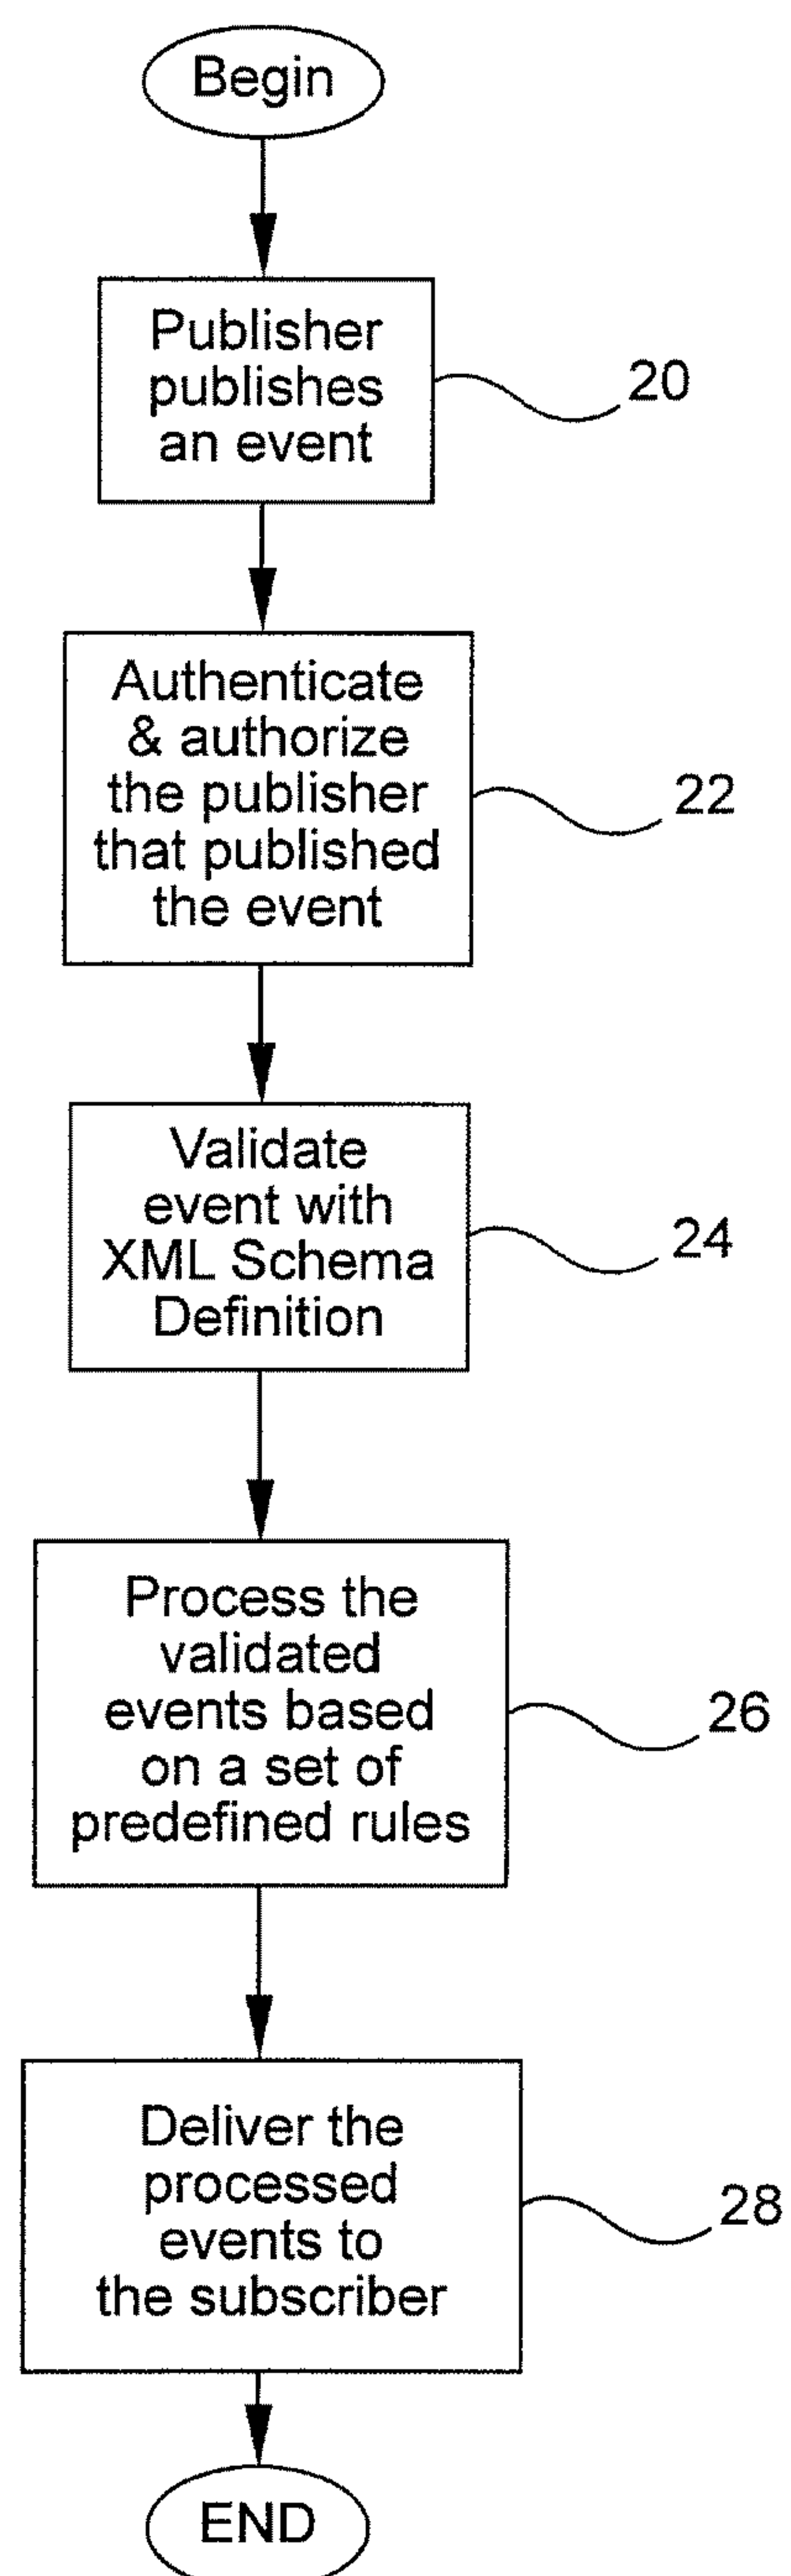 Begin
Publisher
publishes
an event
20
Authenticate
& authorize
the publisher
that published
the event
22
Validate
event with
XML Schema
Definition
24
Process the
validated
events based
on a set of
predefined rules
26
Deliver the
processed
events to
the subscriber
28
END